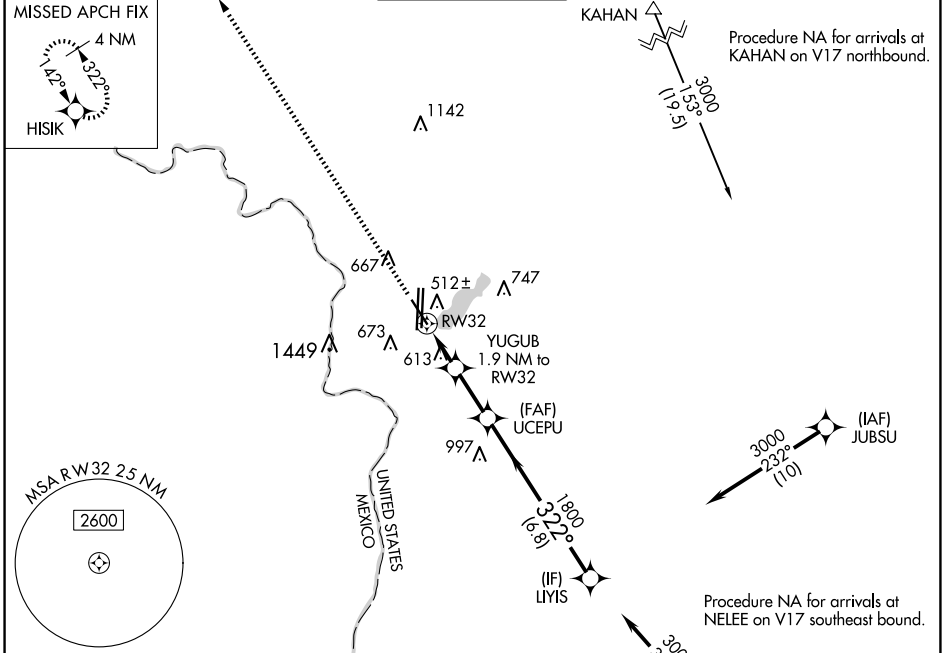 MISSED APCH FIX
4 NM
322°
142°
HISIK
KAHAN
Procedure NA for arrivals at
KAHAN on V17 northbound.
3000
153°
(19.5)
1142
667
512±
747
RW32
673
1449
613
YUGUB
1.9 NM to
RW32
(FAF)
UCEPU
997
(IAF)
JUBSU
3000
232°
(10)
MSA RW32 25 NM
2600
UNITED STATES
MEXICO
1800
322°
(6.8)
(IF)
LIYIS
Procedure NA for arrivals at
NELEE on V17 southeast bound.